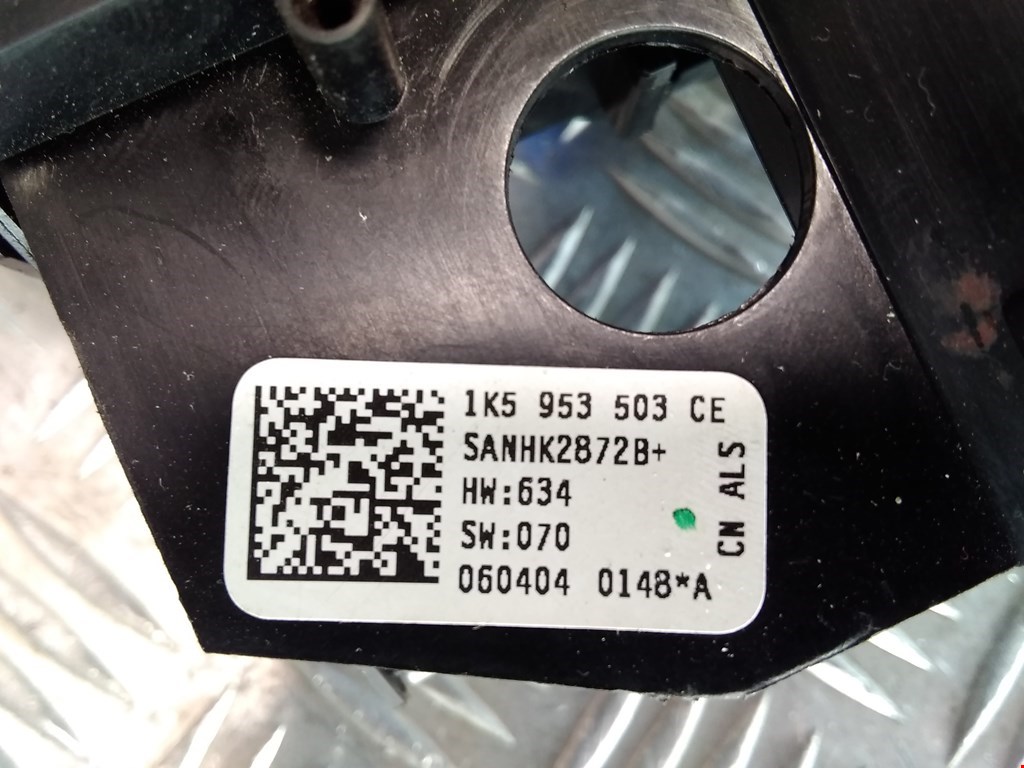 1K5 953 503 CE
SANHK2872B+
HW:634
SW:070
060404 0148*A
CN ALS